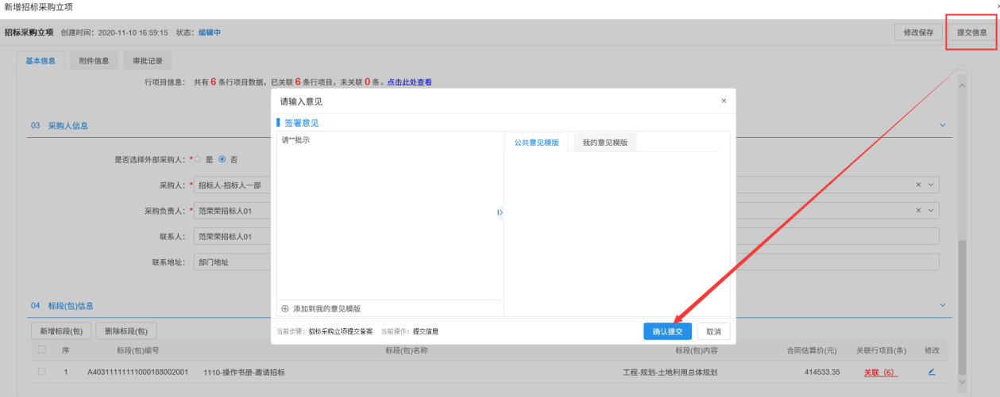 新增招标采购立项
招标采购立项 创建时间：2020-11-10 16:59:15 状态：编辑中 修改保存 提交信息
基本信息 附件信息 审批记录
行项目信息： 共有 6 条行项目数据，已关联 6 条行项目，未关联 0 条。点击此处查看
请输入意见
签署意见
请**批示
公共意见模版 我的意见模版
添加到我的意见模版
当前步骤：招标采购立项提交备案 当前操作：提交信息
确认提交 取消
03 采购人信息
是否选择外部采购人：* 是 否
采购人：* 招标人-招标人一部
采购负责人：* 范荣荣招标人01
联系人： 范荣荣招标人01
联系地址： 部门地址
04 标段(包)信息
新增标段(包) 删除标段(包)
序 标段(包)编号 标段(包)名称 标段(包)内容 合同估算价(元) 关联行项目(条) 修改
1 A4031111111000188002001 1110-操作书册-邀请招标 工程-规划-土地利用总体规划 414533.35 关联（6）